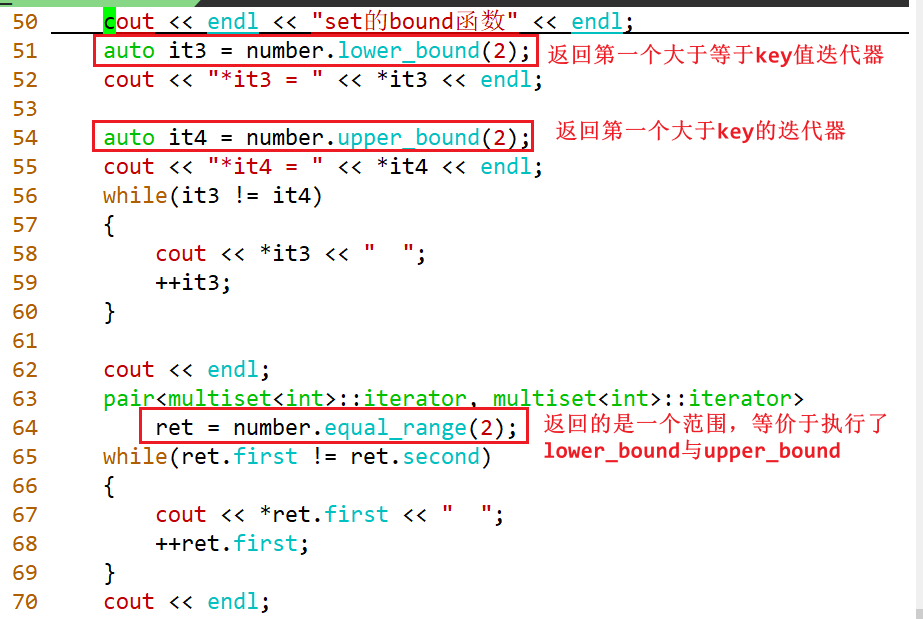 50 cout << endl << "set的bound函数" << endl;
51 auto it3 = number.lower_bound(2); 返回第一个大于等于key值迭代器
52 cout << "*it3 = " << *it3 << endl;
53
54 auto it4 = number.upper_bound(2); 返回第一个大于key的迭代器
55 cout << "*it4 = " << *it4 << endl;
56 while(it3 != it4)
57 {
58 cout << *it3 << "  ";
59 ++it3;
60 }
61
62 cout << endl;
63 pair<multiset<int>::iterator, multiset<int>::iterator>
64 ret = number.equal_range(2); 返回的是一个范围，等价于执行了
lower_bound与upper_bound
65 while(ret.first != ret.second)
66 {
67 cout << *ret.first << "  ";
68 ++ret.first;
69 }
70 cout << endl;